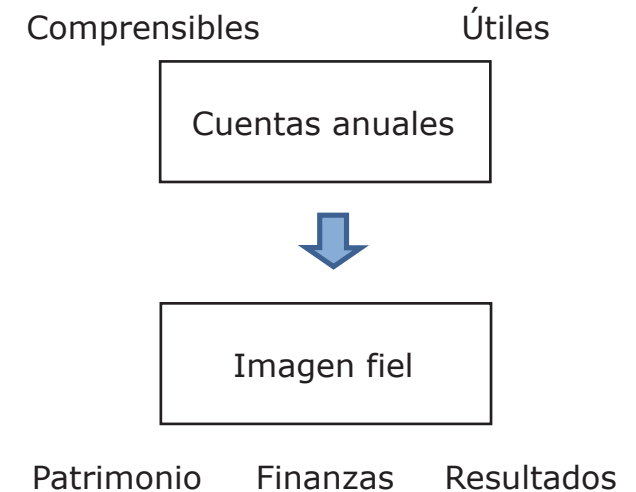 Comprensibles Útiles
Cuentas anuales
Imagen fiel
Patrimonio Finanzas Resultados